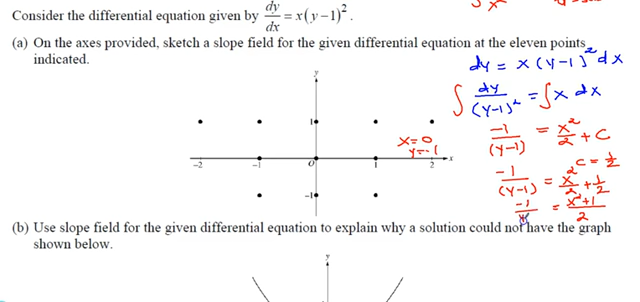 Consider the differential equation given by dy/dx = x(y−1)².
(a) On the axes provided, sketch a slope field for the given differential equation at the eleven points
indicated.
dy = x(y-1)² dx
∫ dy/(y-1)² = ∫ x dx
-1/(y-1) = x²/2 + C
x=0
y=-1
C = 1/2
-1/(y-1) = x²/2 + 1/2
= x²+1/2
y
1
-2
-1
O
1
2
x
-1
(b) Use slope field for the given differential equation to explain why a solution could not have the graph
shown below.
y